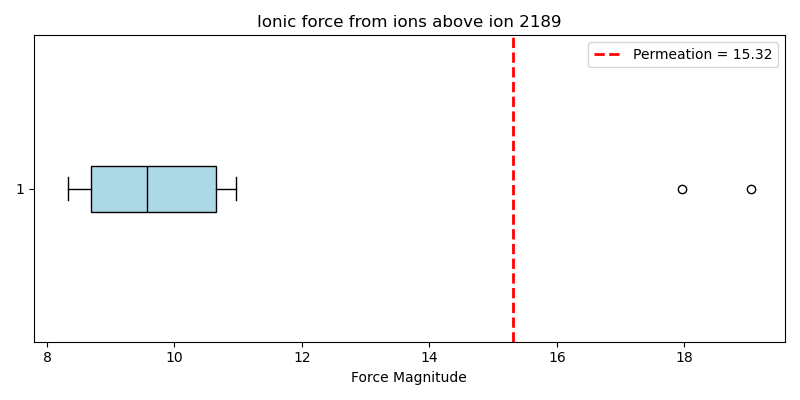 Ionic force from ions above ion 2189
Permeation = 15.32
1
8 10 12 14 16 18
Force Magnitude